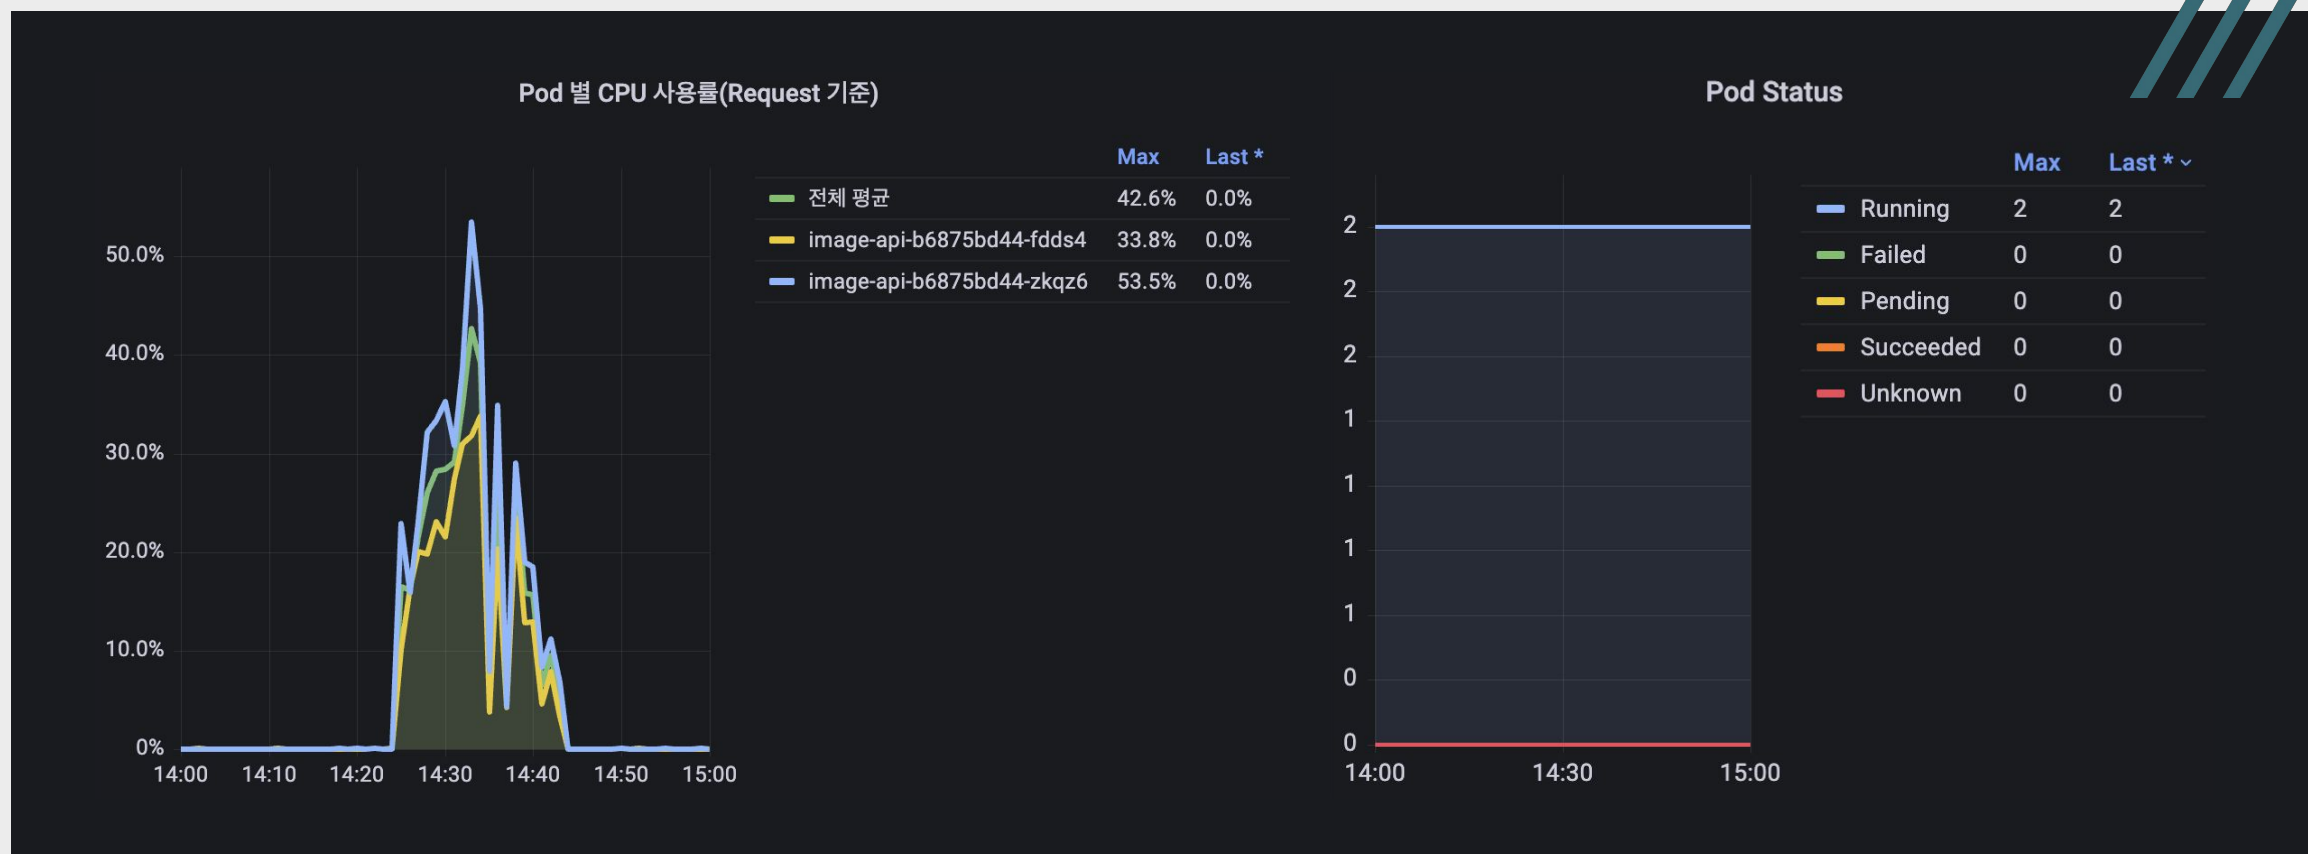 Pod 별 CPU 사용률(Request 기준)
Max Last *
전체 평균 42.6% 0.0%
image-api-b6875bd44-fdds4 33.8% 0.0%
image-api-b6875bd44-zkqz6 53.5% 0.0%
50.0%
40.0%
30.0%
20.0%
10.0%
0%
14:00 14:10 14:20 14:30 14:40 14:50 15:00
Pod Status
Max Last *
Running 2 2
Failed 0 0
Pending 0 0
Succeeded 0 0
Unknown 0 0
2
2
2
1
1
1
1
0
0
14:00 14:30 15:00